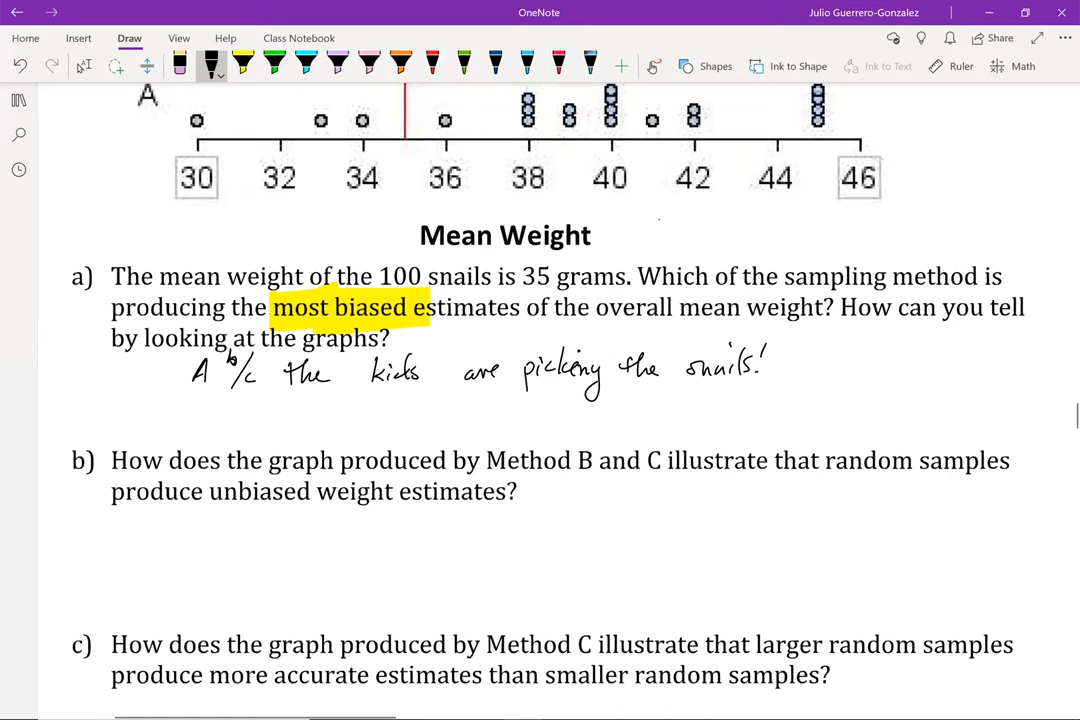 OneNote
Julio Guerrero-Gonzalez
Home Insert Draw View Help Class Notebook
Share
Shapes Ink to Shape Ink to Text Ruler Math
A
30 32 34 36 38 40 42 44 46
Mean Weight
a) The mean weight of the 100 snails is 35 grams. Which of the sampling method is
producing the most biased estimates of the overall mean weight? How can you tell
by looking at the graphs?
A b/c the kids are picking the snails!
b) How does the graph produced by Method B and C illustrate that random samples
produce unbiased weight estimates?
c) How does the graph produced by Method C illustrate that larger random samples
produce more accurate estimates than smaller random samples?